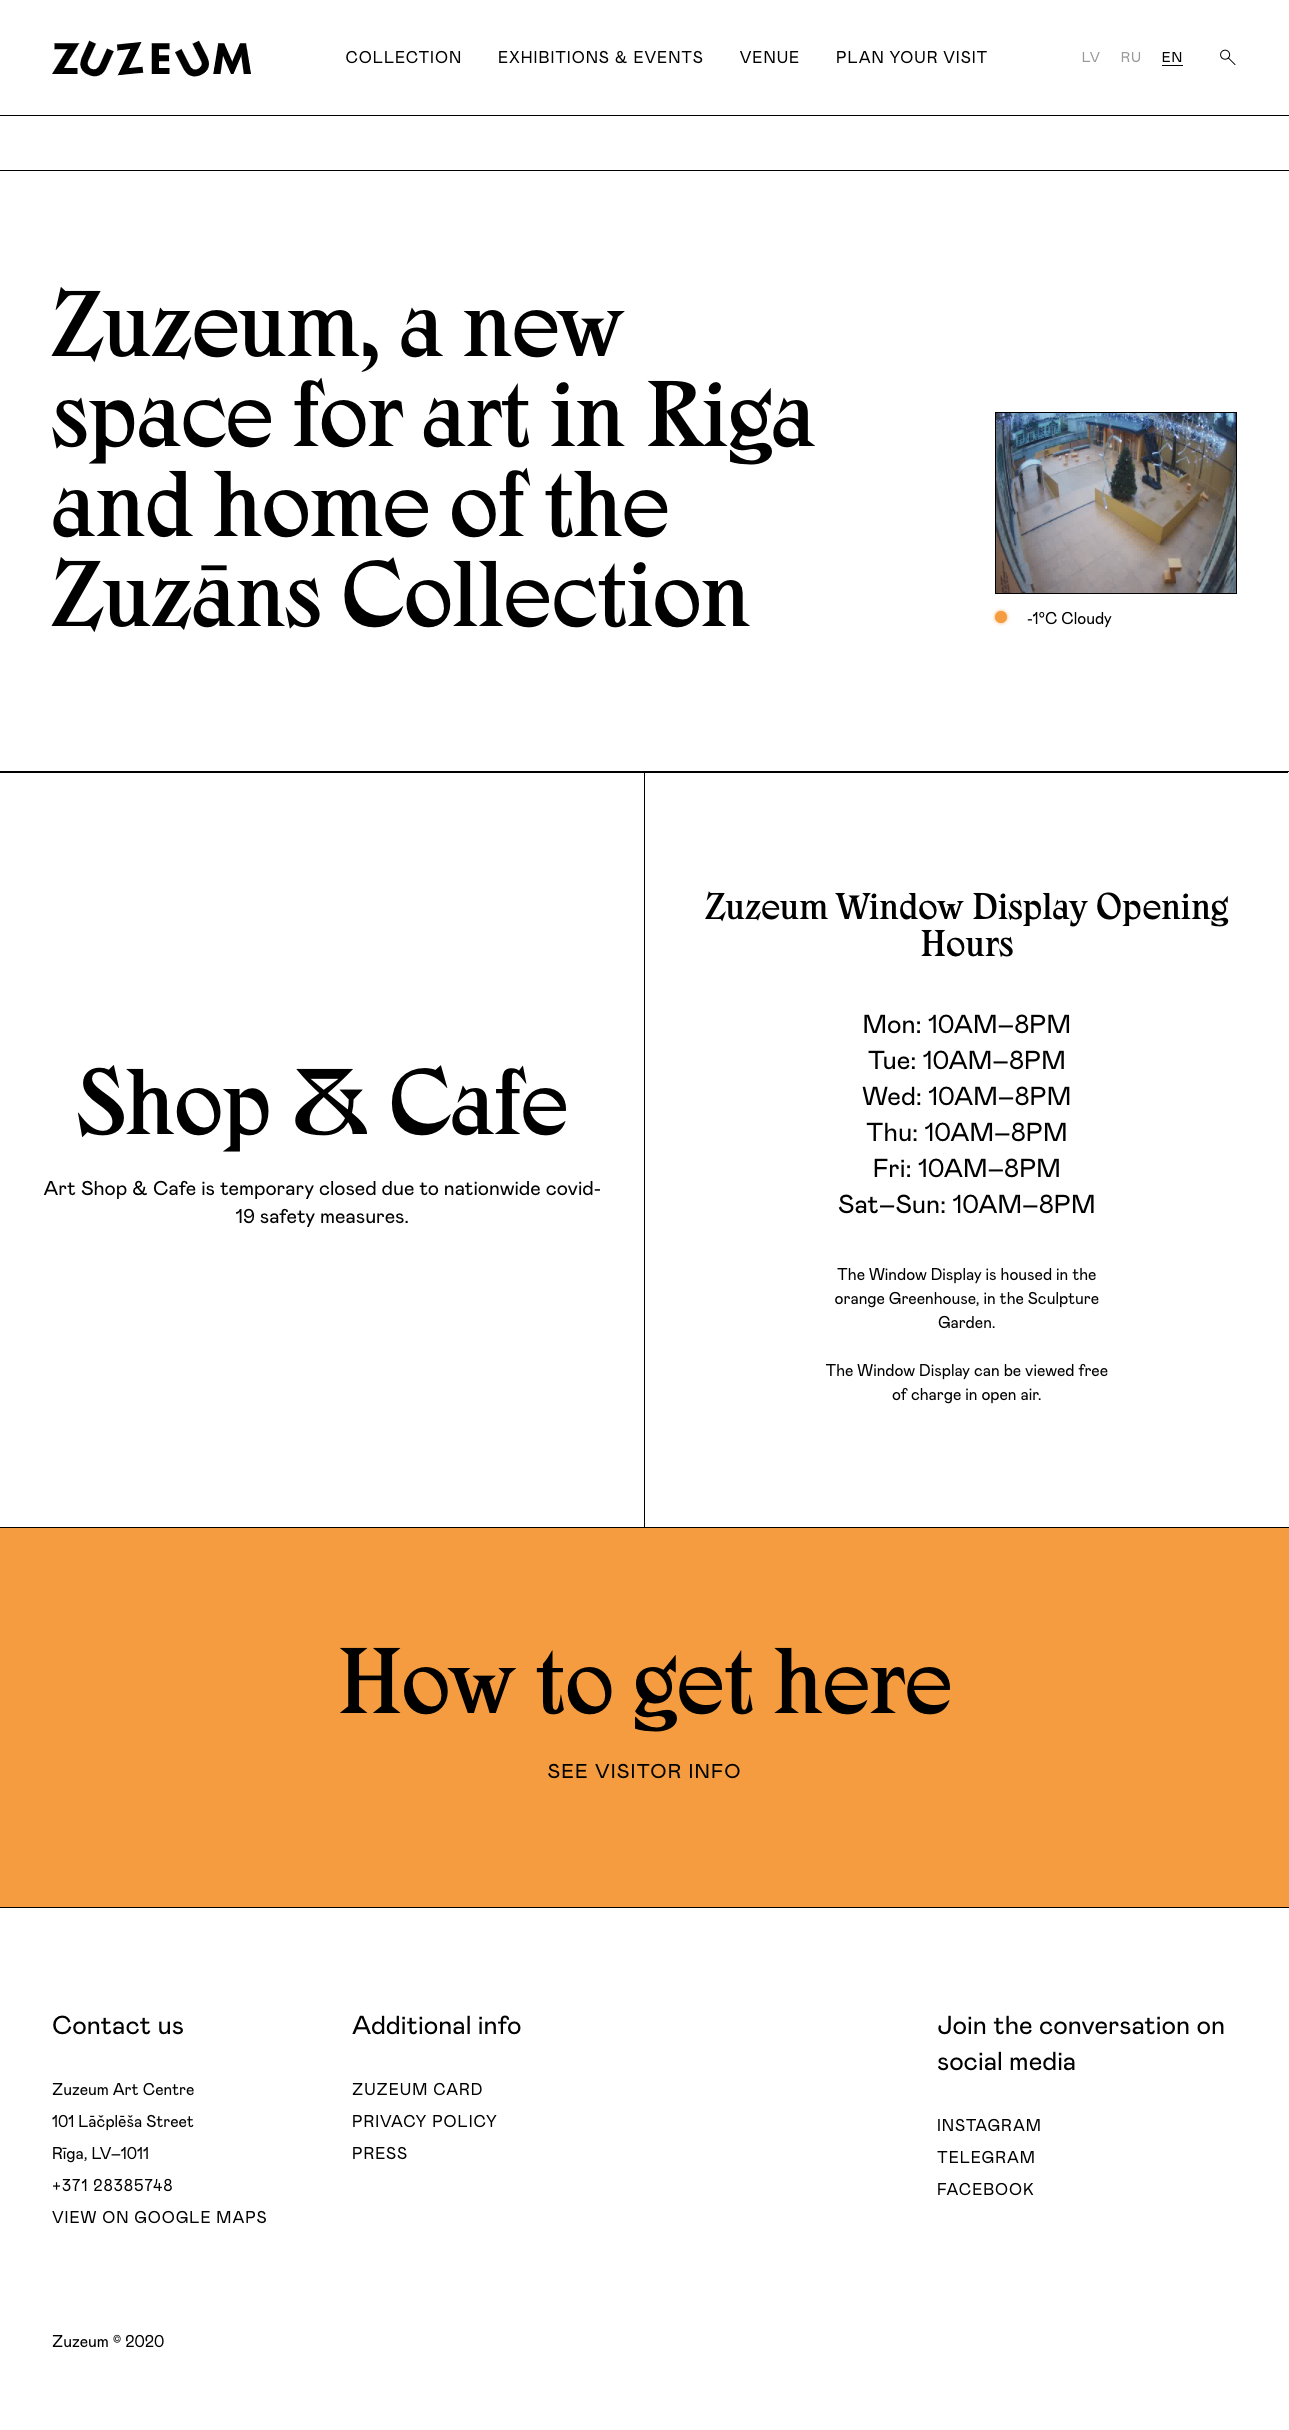 ZUZEUM
COLLECTION
EXHIBITIONS & EVENTS
VENUE
PLAN YOUR VISIT
LV
RU
EN
Zuzeum, a new
space for art in Riga
and home of the
Zuzāns Collection
-1°C Cloudy
Shop & Cafe
Art Shop & Cafe is temporary closed due to nationwide covid-
19 safety measures.
Zuzeum Window Display Opening
Hours
Mon: 10AM–8PM
Tue: 10AM–8PM
Wed: 10AM–8PM
Thu: 10AM–8PM
Fri: 10AM–8PM
Sat–Sun: 10AM–8PM
The Window Display is housed in the
orange Greenhouse, in the Sculpture
Garden.
The Window Display can be viewed free
of charge in open air.
How to get here
SEE VISITOR INFO
Contact us
Zuzeum Art Centre
101 Lāčplēša Street
Rīga, LV–1011
+371 28385748
VIEW ON GOOGLE MAPS
Additional info
ZUZEUM CARD
PRIVACY POLICY
PRESS
Join the conversation on
social media
INSTAGRAM
TELEGRAM
FACEBOOK
Zuzeum © 2020